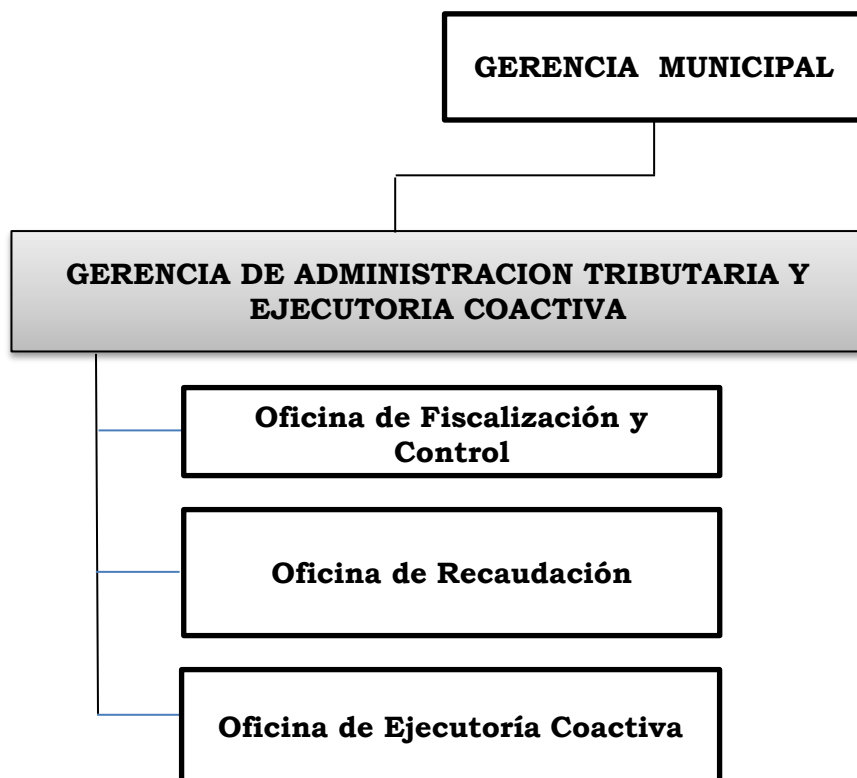 GERENCIA MUNICIPAL
GERENCIA DE ADMINISTRACION TRIBUTARIA Y
EJECUTORIA COACTIVA
Oficina de Fiscalización y
Control
Oficina de Recaudación
Oficina de Ejecutoría Coactiva